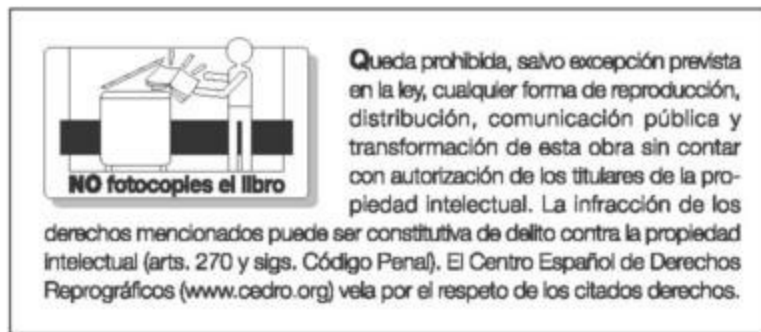 Queda prohibida, salvo excepción prevista
en la ley, cualquier forma de reproducción,
distribución, comunicación pública y
transformación de esta obra sin contar
con autorización de los titulares de la pro-
piedad intelectual. La infracción de los
NO fotocopies el libro
derechos mencionados puede ser constitutiva de delito contra la propiedad
intelectual (arts. 270 y sigs. Código Penal). El Centro Español de Derechos
Reprográficos (www.cedro.org) vela por el respeto de los citados derechos.